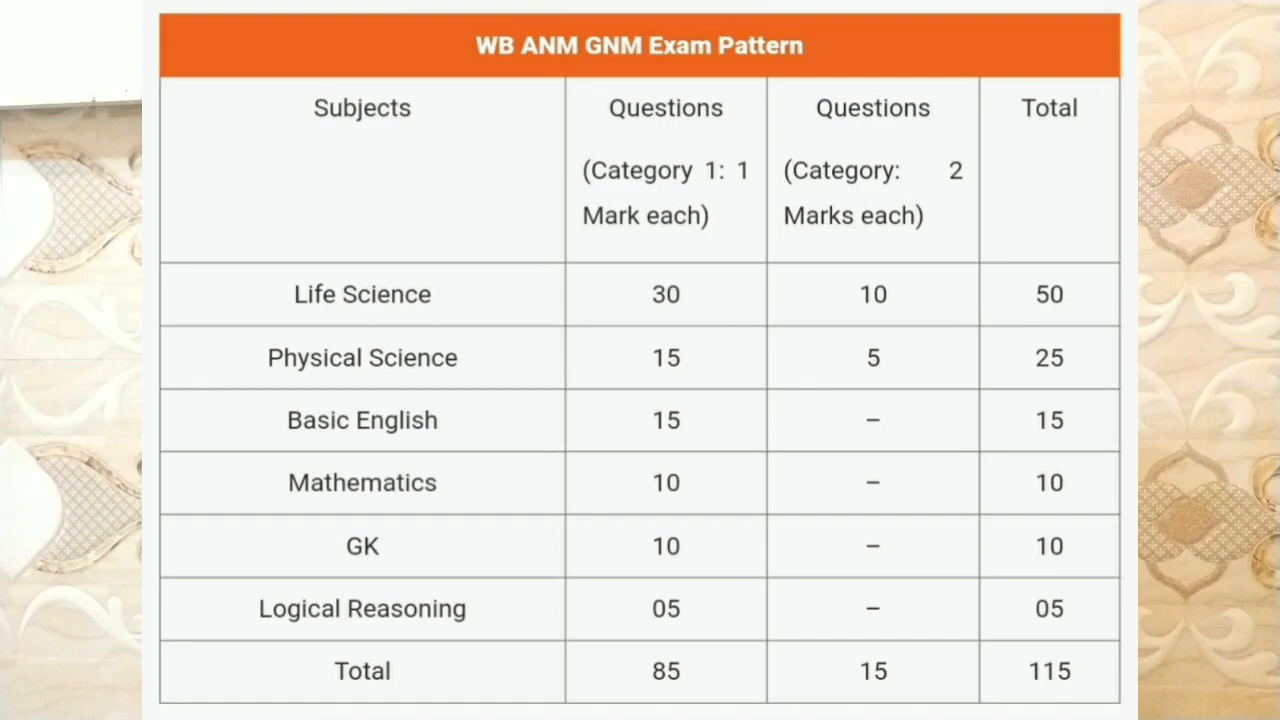 WB ANM GNM Exam Pattern
Subjects Questions (Category 1: 1 Mark each) Questions (Category: 2 Marks each) Total
Life Science 30 10 50
Physical Science 15 5 25
Basic English 15 – 15
Mathematics 10 – 10
GK 10 – 10
Logical Reasoning 05 – 05
Total 85 15 115